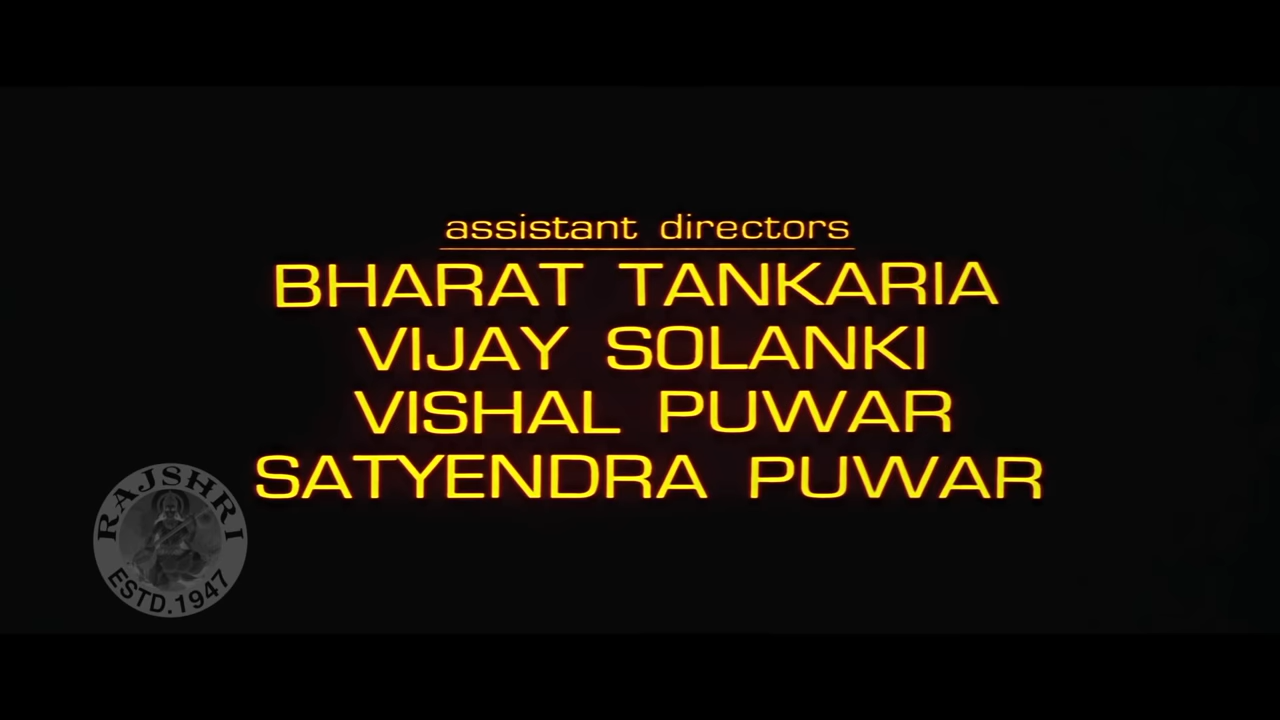 assistant directors
BHARAT TANKARIA
VIJAY SOLANKI
VISHAL PUWAR
SATYENDRA PUWAR
RAJSHRI
ESTD.1947